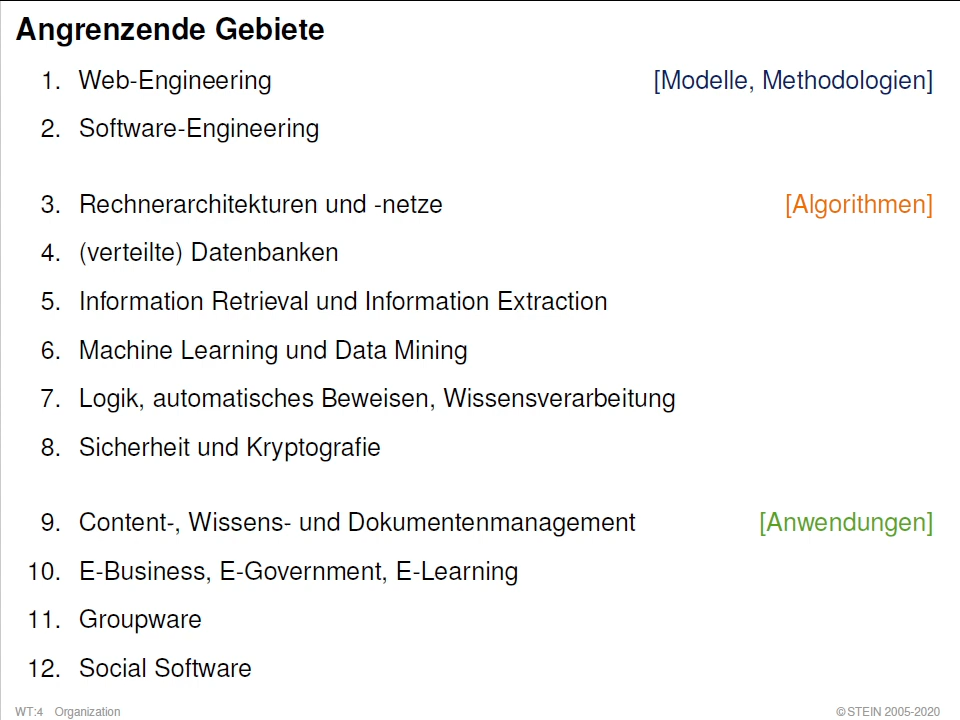 Angrenzende Gebiete
1. Web-Engineering [Modelle, Methodologien]
2. Software-Engineering
3. Rechnerarchitekturen und -netze [Algorithmen]
4. (verteilte) Datenbanken
5. Information Retrieval und Information Extraction
6. Machine Learning und Data Mining
7. Logik, automatisches Beweisen, Wissensverarbeitung
8. Sicherheit und Kryptografie
9. Content-, Wissens- und Dokumentenmanagement [Anwendungen]
10. E-Business, E-Government, E-Learning
11. Groupware
12. Social Software
WT:4 Organization ©STEIN 2005-2020